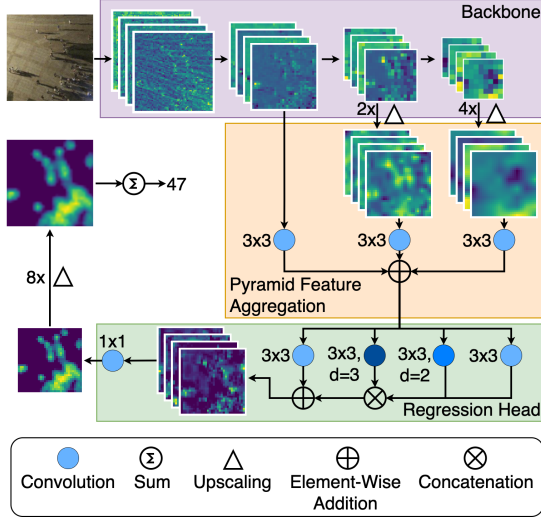 Backbone
2x
4x
47
3x3
3x3
3x3
8x
Pyramid Feature
Aggregation
1x1
3x3
3x3,
d=3
3x3,
d=2
3x3
Regression Head
Σ
Convolution
Sum
Upscaling
Element-Wise
Addition
Concatenation